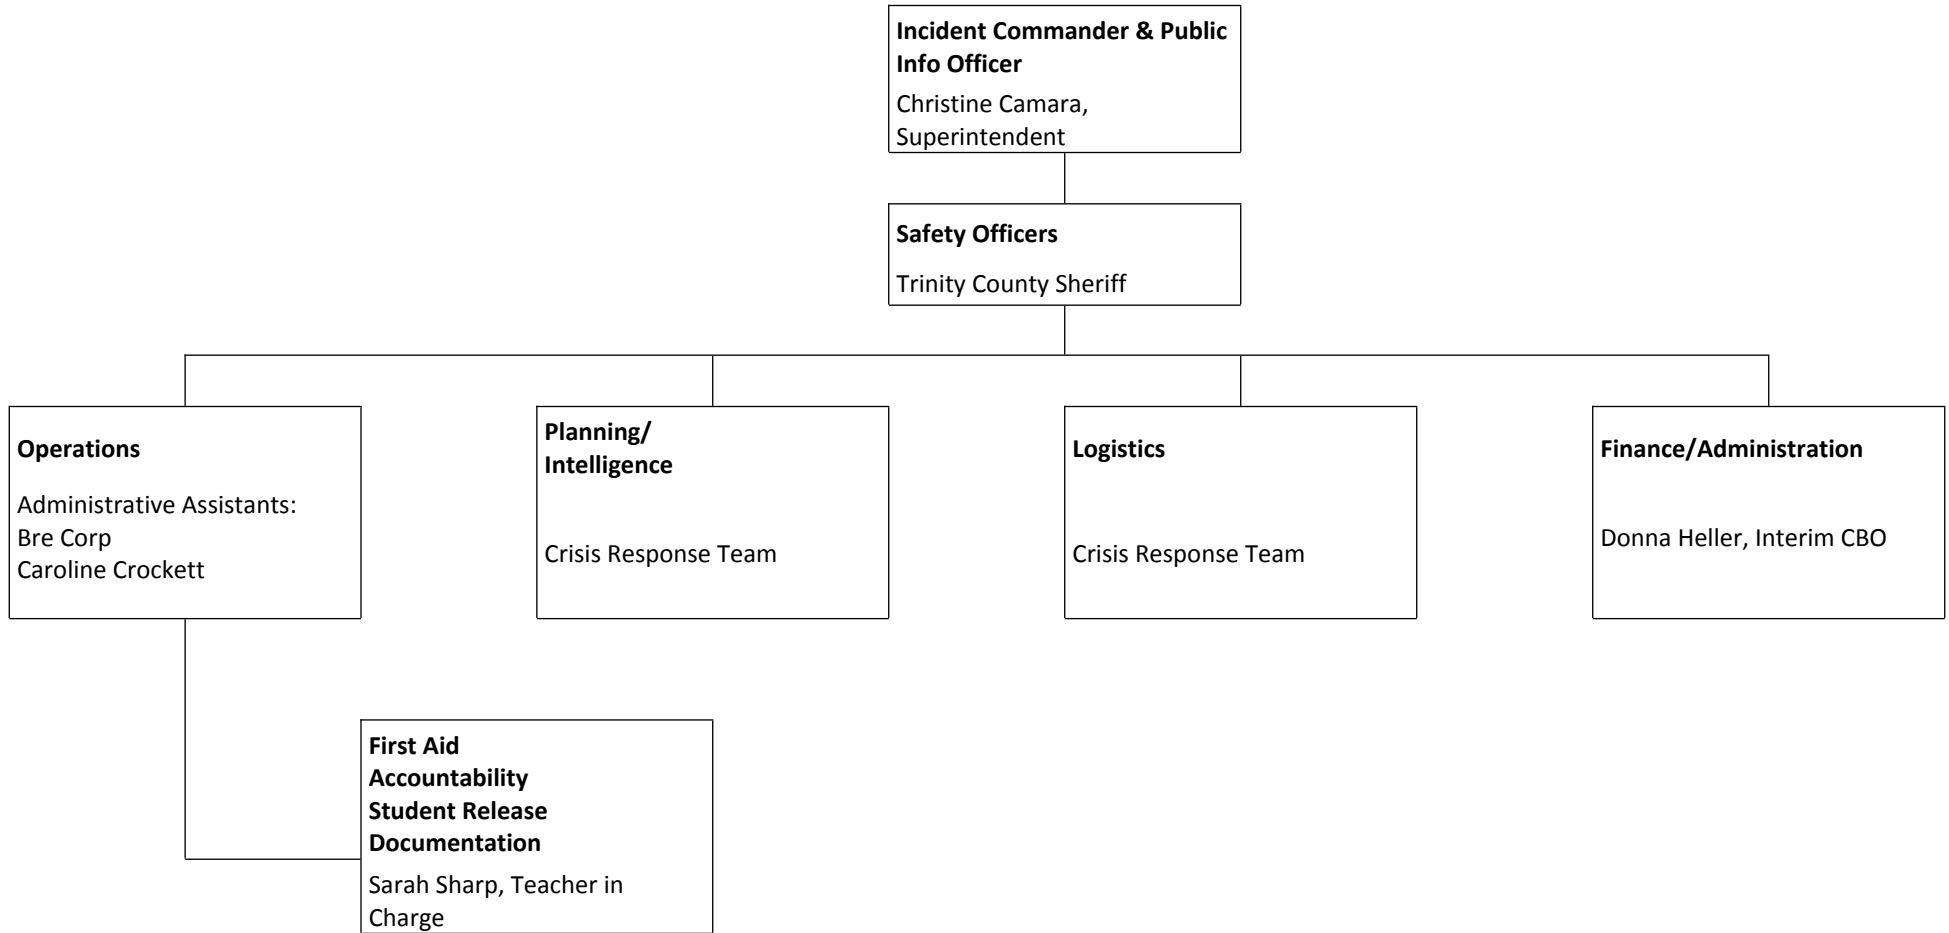 Incident Commander & Public
Info Officer
Christine Camara,
Superintendent
Safety Officers
Trinity County Sheriff
Operations
Administrative Assistants:
Bre Corp
Caroline Crockett
Planning/
Intelligence
Crisis Response Team
Logistics
Crisis Response Team
Finance/Administration
Donna Heller, Interim CBO
First Aid
Accountability
Student Release
Documentation
Sarah Sharp, Teacher in
Charge